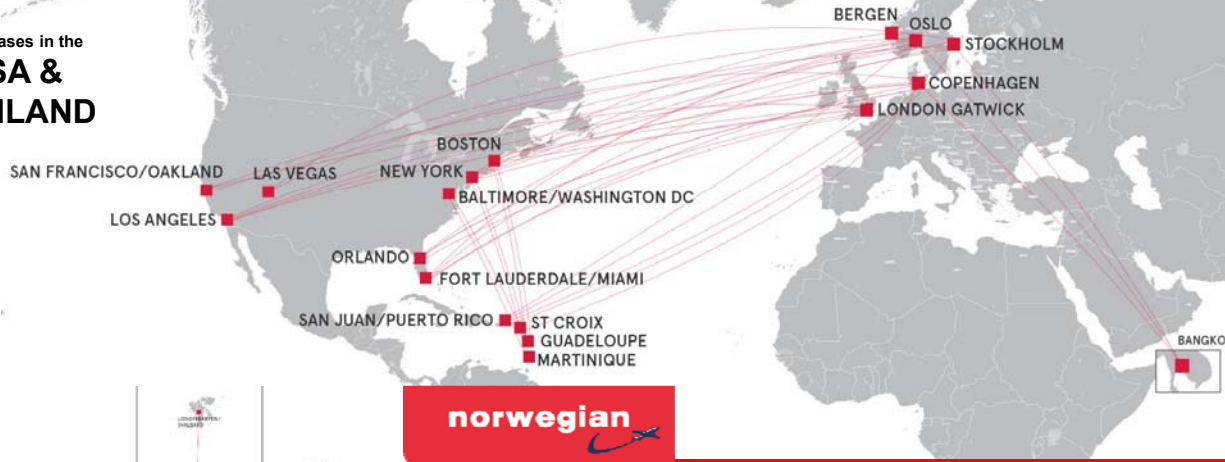 ases in the
SA &
ILAND
BERGEN
OSLO
STOCKHOLM
COPENHAGEN
LONDON GATWICK
BOSTON
SAN FRANCISCO/OAKLAND
LAS VEGAS
NEW YORK
BALTIMORE/WASHINGTON DC
LOS ANGELES
ORLANDO
FORT LAUDERDALE/MIAMI
SAN JUAN/PUERTO RICO
ST CROIX
GUADELOUPE
MARTINIQUE
BANGKO
norwegian